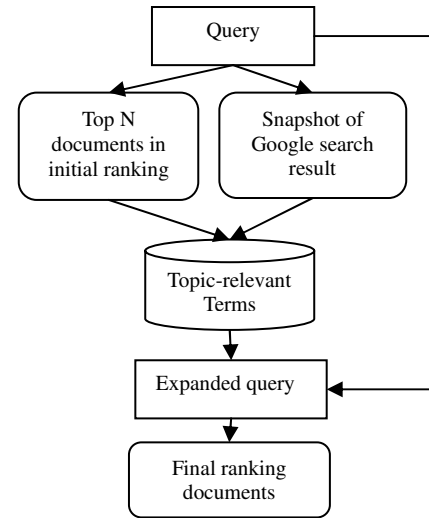 Query
Top N
documents in
initial ranking
Snapshot of
Google search
result
Topic-relevant
Terms
Expanded query
Final ranking
documents